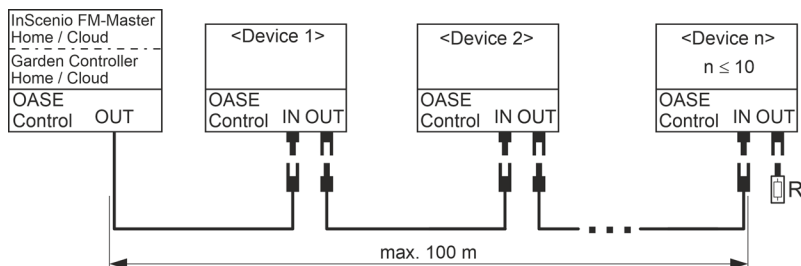 InScenio FM-Master
Home / Cloud
Garden Controller
Home / Cloud
OASE
Control OUT
<Device 1>
OASE
Control IN OUT
<Device 2>
OASE
Control IN OUT
<Device n>
n ≤ 10
OASE
Control IN OUT
R
max. 100 m